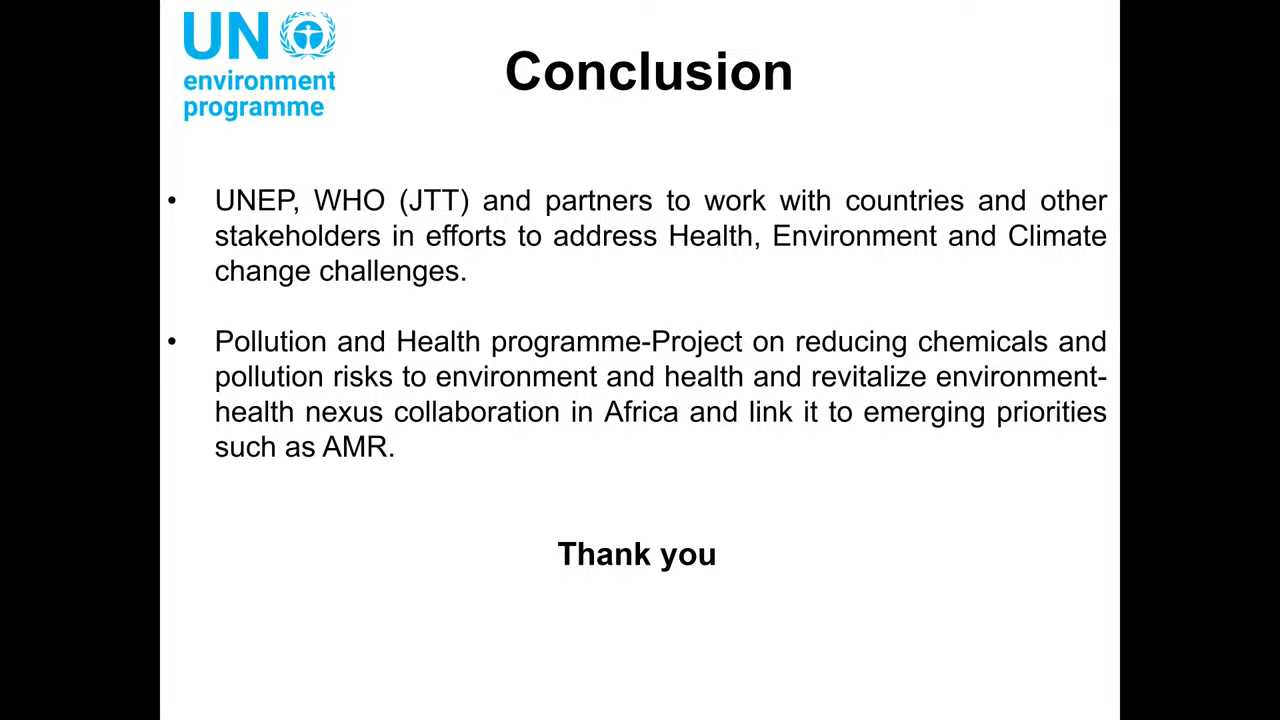 UN
environment
programme
Conclusion
• UNEP, WHO (JTT) and partners to work with countries and other
stakeholders in efforts to address Health, Environment and Climate
change challenges.
• Pollution and Health programme-Project on reducing chemicals and
pollution risks to environment and health and revitalize environment-
health nexus collaboration in Africa and link it to emerging priorities
such as AMR.
Thank you